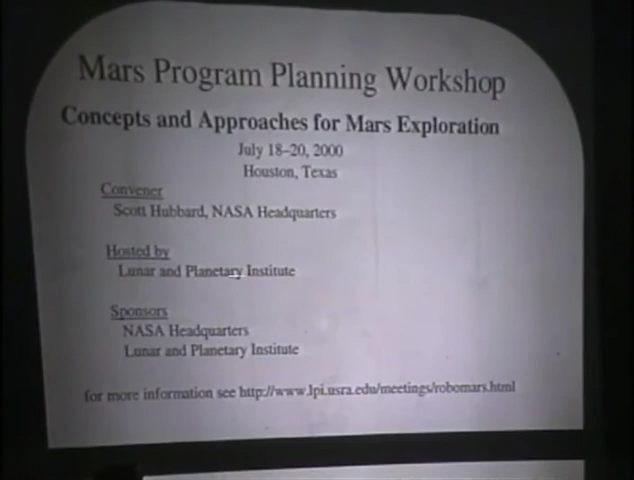 Mars Program Planning Workshop
Concepts and Approaches for Mars Exploration
July 18–20, 2000
Houston, Texas
Convener
Scott Hubbard, NASA Headquarters
Hosted by
Lunar and Planetary Institute
Sponsors
NASA Headquarters
Lunar and Planetary Institute
for more information see http://www.lpi.usra.edu/meetings/robomars.html